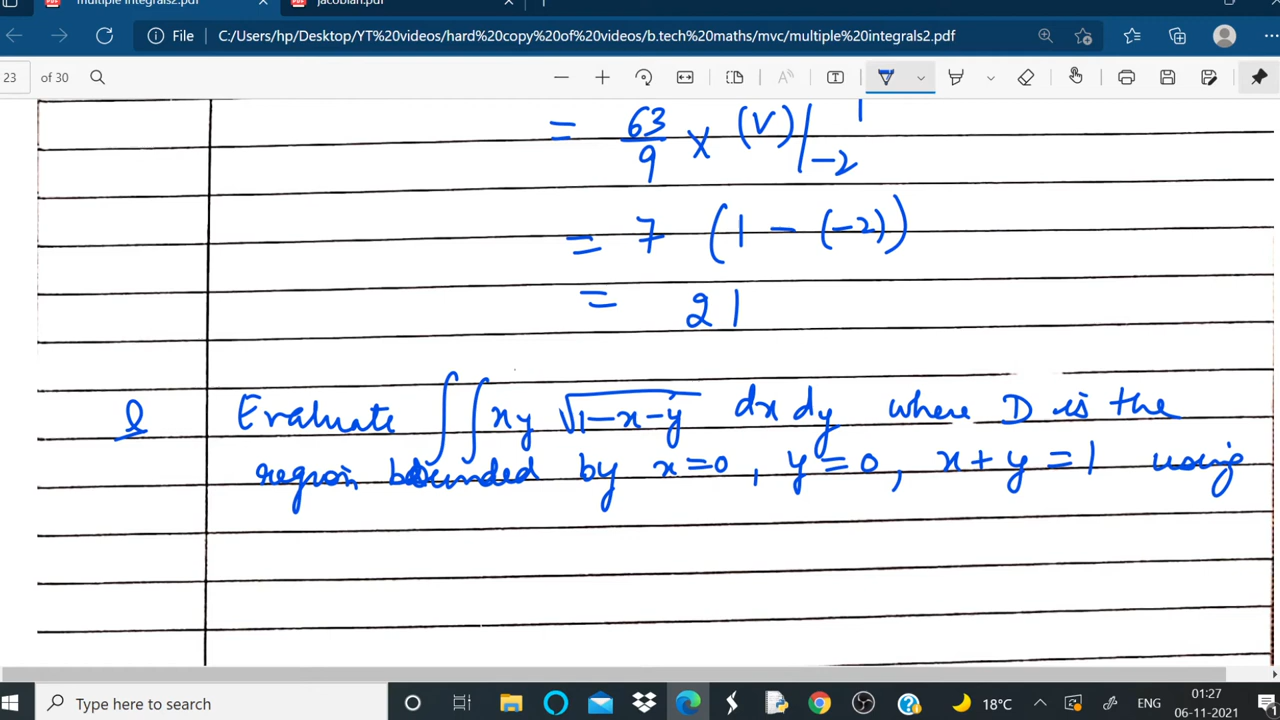 multiple integrals2.pdf
jacobian.pdf
File C:/Users/hp/Desktop/YT%20videos/hard%20copy%20of%20videos/b.tech%20maths/mvc/multiple%20integrals2.pdf
23 of 30
= 63/9 × (V)| 1 -2
= 7 (1 - (-2))
= 21
Q Evaluate ∫∫ xy √1-x-y dx dy where D is the
region bounded by x=0, y=0, x+y=1 using
Type here to search
18°C
ENG
01:27
06-11-2021